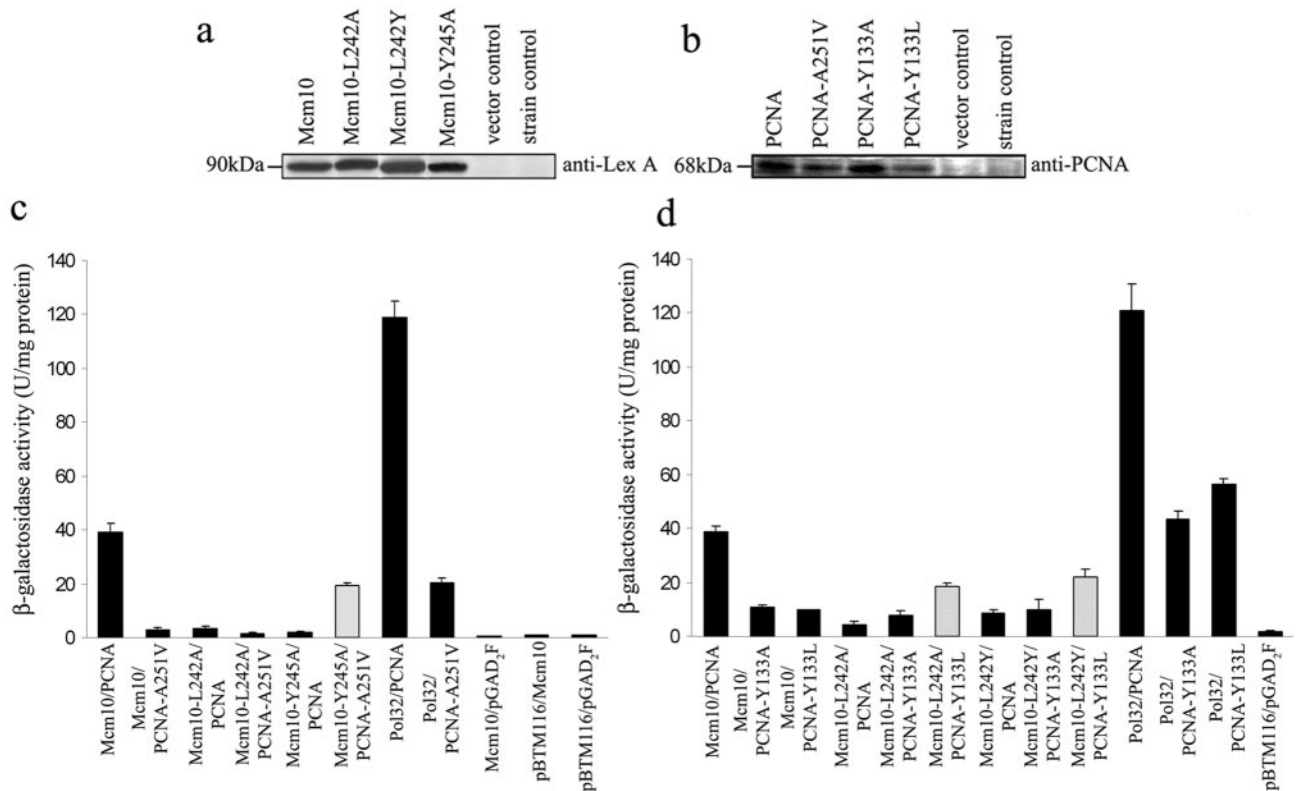 a
Mcm10
Mcm10-L242A
Mcm10-L242Y
Mcm10-Y245A
vector control
strain control
90kDa
anti-Lex A
b
PCNA
PCNA-A251V
PCNA-Y133A
PCNA-Y133L
vector control
strain control
68kDa
anti-PCNA
c
β-galactosidase activity (U/mg protein)
140
120
100
80
60
40
20
0
Mcm10/PCNA
Mcm10/
PCNA-A251V
Mcm10-L242A/
PCNA
Mcm10-L242A/
PCNA-A251V
Mcm10-Y245A/
PCNA
Mcm10-Y245A/
PCNA-A251V
Pol32/PCNA
Pol32/
PCNA-A251V
Mcm10/pGAD₂F
pBTM116/Mcm10
pBTM116/pGAD₂F
d
β-galactosidase activity (U/mg protein)
140
120
100
80
60
40
20
0
Mcm10/PCNA
Mcm10/
PCNA-Y133A
Mcm10/
PCNA-Y133L
Mcm10-L242A/
PCNA
Mcm10-L242A/
PCNA-Y133A
Mcm10-L242A/
PCNA-Y133L
Mcm10-L242Y/
PCNA
Mcm10-L242Y/
PCNA-Y133A
Mcm10-L242Y/
PCNA-Y133L
Pol32/PCNA
Pol32/
PCNA-Y133A
Pol32/
PCNA-Y133L
pBTM116/pGAD₂F